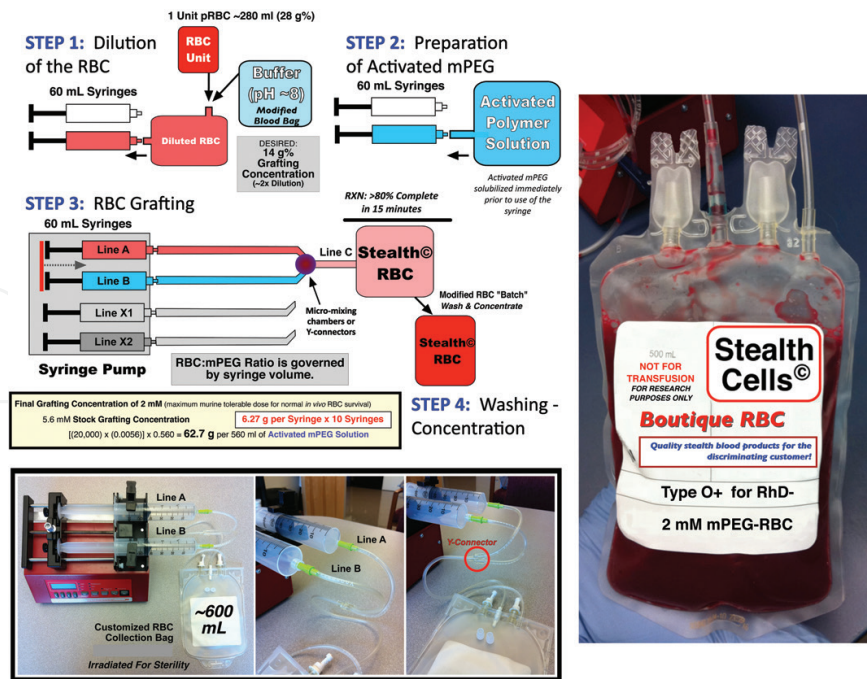 1 Unit pRBC ~280 ml (28 g%)
STEP 1: Dilution
of the RBC
RBC
Unit
Buffer
(pH ~8)
Modified
Blood Bag
60 mL Syringes
Diluted RBC
DESIRED:
14 g%
Grafting
Concentration
(~2x Dilution)
STEP 2: Preparation
of Activated mPEG
60 mL Syringes
Activated
Polymer
Solution
Activated mPEG
solubilized immediately
prior to use of the
syringe
STEP 3: RBC Grafting
60 mL Syringes
Line A
Line B
Line X1
Line X2
Syringe Pump
Line C
RXN: >80% Complete
in 15 minutes
Stealth©
RBC
Micro-mixing
chambers or
Y-connectors
Modified RBC "Batch"
Wash & Concentrate
Stealth©
RBC
RBC:mPEG Ratio is governed
by syringe volume.
STEP 4: Washing -
Concentration
Final Grafting Concentration of 2 mM (maximum murine tolerable dose for normal in vivo RBC survival)
5.6 mM Stock Grafting Concentration
6.27 g per Syringe x 10 Syringes
[(20,000) x (0.0056)] x 0.560 = 62.7 g per 560 ml of Activated mPEG Solution
Line A
Line B
~600
mL
Customized RBC
Collection Bag
Irradiated For Sterility
Line A
Line B
Y-Connector
82
500 mL
NOT FOR
TRANSFUSION
FOR RESEARCH
PURPOSES ONLY
Stealth
Cells©
Boutique RBC
Quality stealth blood products for the
discriminating customer!
Type O+ for RhD-
2 mM mPEG-RBC